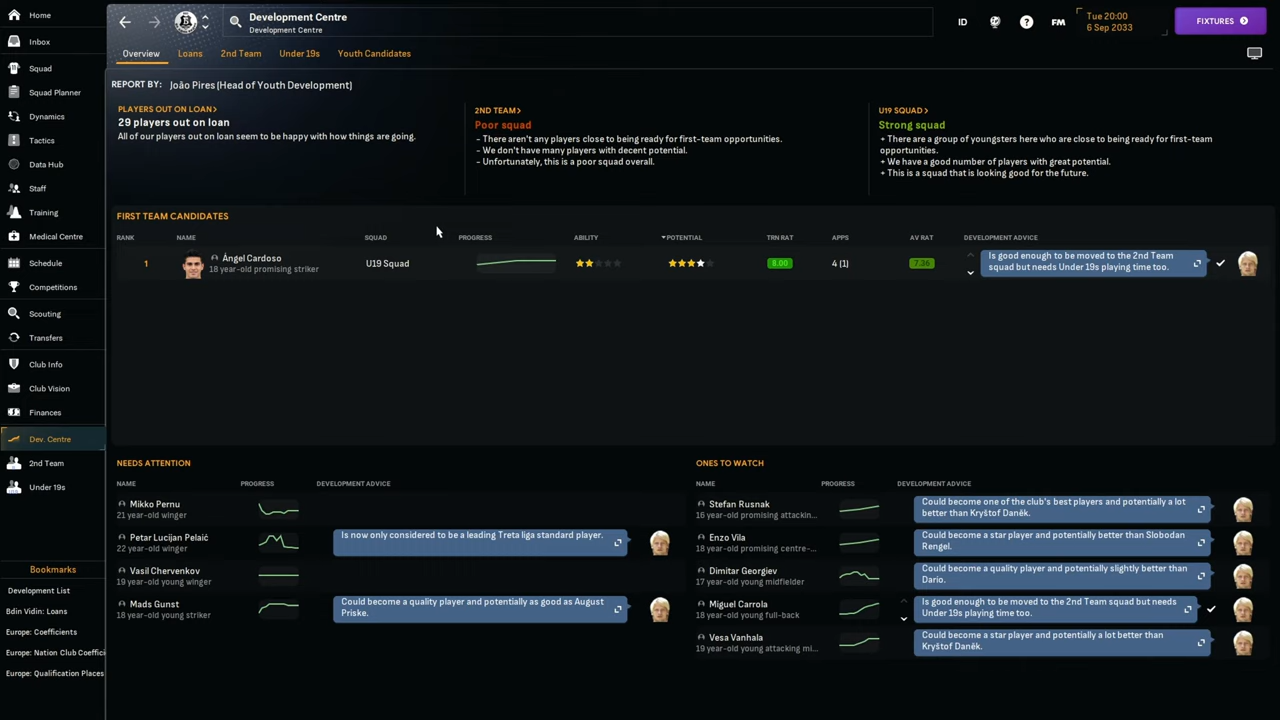 Home
Inbox
Squad
Squad Planner
Dynamics
Tactics
Data Hub
Staff
Training
Medical Centre
Schedule
Competitions
Scouting
Transfers
Club Info
Club Vision
Finances
Dev. Centre
2nd Team
Under 19s
Bookmarks
Development List
Bdin Vidin: Loans
Europe: Coefficients
Europe: Nation Club Coeffici
Europe: Qualification Places
Development Centre
Development Centre
ID
FM
Tue 20:00
6 Sep 2033
FIXTURES
Overview
Loans
2nd Team
Under 19s
Youth Candidates
REPORT BY: João Pires (Head of Youth Development)
PLAYERS OUT ON LOAN>
29 players out on loan
All of our players out on loan seem to be happy with how things are going.
2ND TEAM>
Poor squad
- There aren't any players close to being ready for first-team opportunities.
- We don't have many players with decent potential.
- Unfortunately, this is a poor squad overall.
U19 SQUAD>
Strong squad
+ There are a group of youngsters here who are close to being ready for first-team
opportunities.
+ We have a good number of players with great potential.
+ This is a squad that is looking good for the future.
FIRST TEAM CANDIDATES
RANK NAME SQUAD PROGRESS ABILITY POTENTIAL TRN RAT APPS AV RAT DEVELOPMENT ADVICE
1
Ángel Cardoso
18 year-old promising striker
U19 Squad
8.00
4 (1)
7.36
Is good enough to be moved to the 2nd Team
squad but needs Under 19s playing time too.
NEEDS ATTENTION
NAME PROGRESS DEVELOPMENT ADVICE
Mikko Pernu
21 year-old winger
Petar Lucijan Pelaić
22 year-old winger
Is now only considered to be a leading Treta liga standard player.
Vasil Chervenkov
19 year-old young winger
Mads Gunst
18 year-old young striker
Could become a quality player and potentially as good as August
Priske.
ONES TO WATCH
NAME PROGRESS DEVELOPMENT ADVICE
Stefan Rusnak
16 year-old promising attackin...
Could become one of the club's best players and potentially a lot
better than Kryštof Daněk.
Enzo Vila
18 year-old promising centre-...
Could become a star player and potentially better than Slobodan
Rengel.
Dimitar Georgiev
17 year-old young midfielder
Could become a quality player and potentially slightly better than
Dario.
Miguel Carrola
18 year-old young full-back
Is good enough to be moved to the 2nd Team squad but needs
Under 19s playing time too.
Vesa Vanhala
19 year-old young attacking mi...
Could become a star player and potentially a lot better than
Kryštof Daněk.